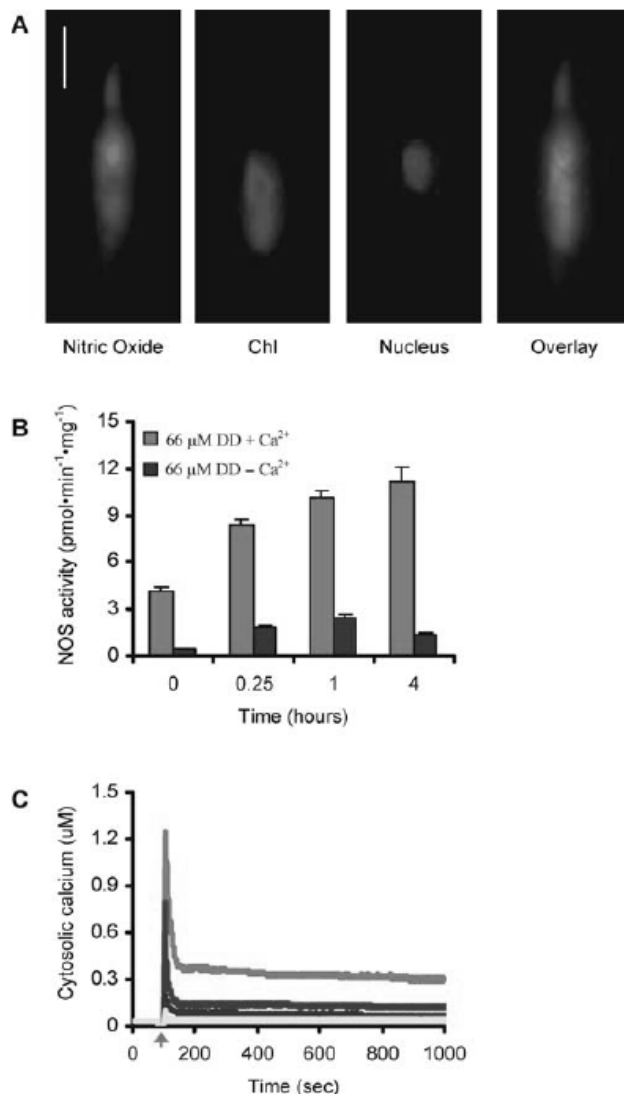 A
Nitric Oxide
Chl
Nucleus
Overlay
B
NOS activity (pmol•min⁻¹•mg⁻¹)
15
12
9
6
3
0
66 µM DD + Ca²⁺
66 µM DD – Ca²⁺
0 0.25 1 4
Time (hours)
C
Cytosolic calcium (uM)
1.5
1.2
0.9
0.6
0.3
0
0 200 400 600 800 1000
Time (sec)